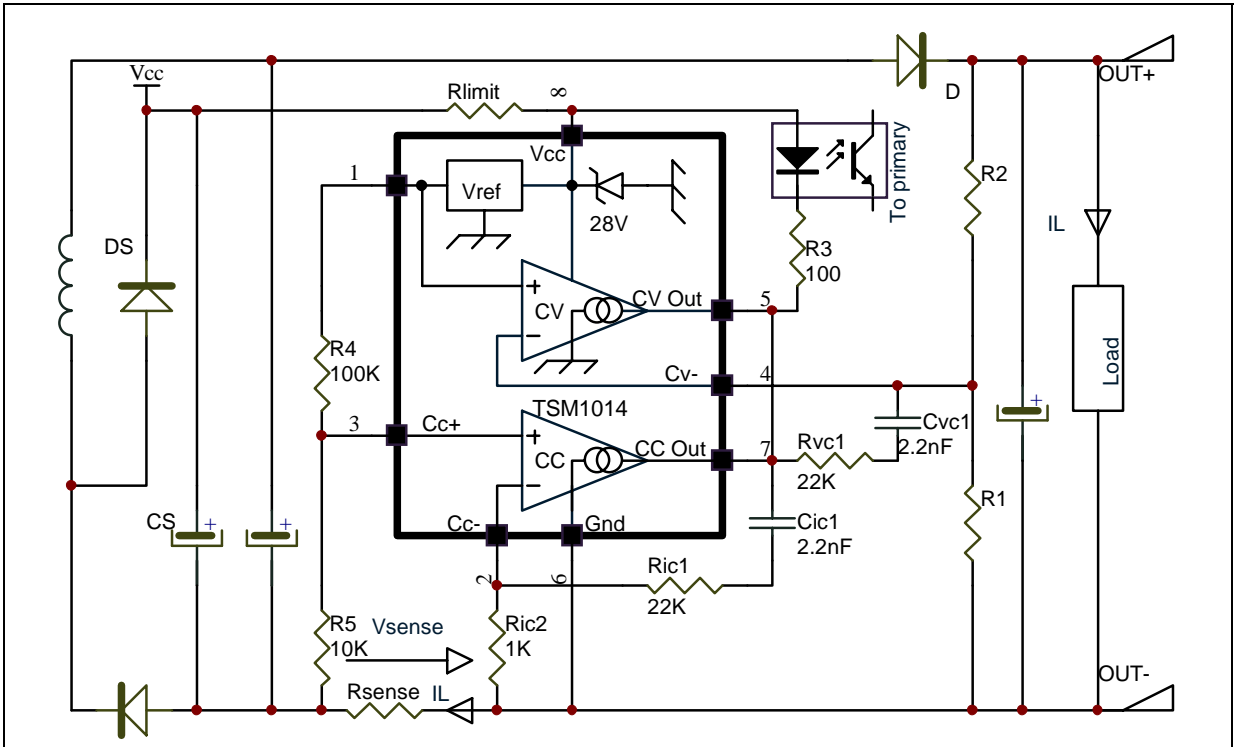 OUT+
Vcc
Rlimit
8
D
Vcc
To primary
1
Vref
R2
28V
IL
DS
R3
100
+
CV
CV Out
5
-
R4
100K
Cv-
4
Load
TSM1014
+
3
Cc+
+
CC
CC Out
7
Rvc1
22K
Cvc1
2.2nF
-
CS
+
+
Cc-
Gnd
Cic1
2.2nF
R1
2
6
Ric1
22K
R5
10K
Vsense
Ric2
1K
OUT-
Rsense
IL